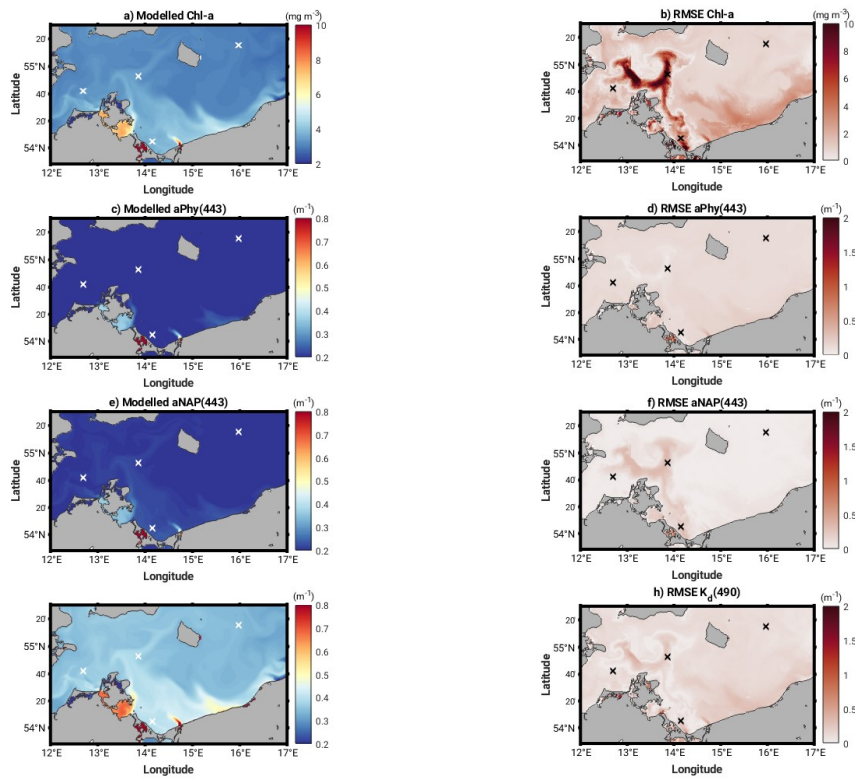 a) Modelled Chl-a (mg m-3)
20'
55°N
40'
20'
54°N
Latitude
12°E 13°E 14°E 15°E 16°E 17°E
Longitude
10
8
6
4
2
b) RMSE Chl-a (mg m-3)
20'
55°N
40'
20'
54°N
Latitude
12°E 13°E 14°E 15°E 16°E 17°E
Longitude
10
8
6
4
2
0
c) Modelled aPhy(443) (m-1)
20'
55°N
40'
20'
54°N
Latitude
12°E 13°E 14°E 15°E 16°E 17°E
Longitude
0.8
0.7
0.6
0.5
0.4
0.3
0.2
d) RMSE aPhy(443) (m-1)
20'
55°N
40'
20'
54°N
Latitude
12°E 13°E 14°E 15°E 16°E 17°E
Longitude
2
1.5
1
0.5
0
e) Modelled aNAP(443) (m-1)
20'
55°N
40'
20'
54°N
Latitude
12°E 13°E 14°E 15°E 16°E 17°E
Longitude
0.8
0.7
0.6
0.5
0.4
0.3
0.2
f) RMSE aNAP(443) (m-1)
20'
55°N
40'
20'
54°N
Latitude
12°E 13°E 14°E 15°E 16°E 17°E
Longitude
2
1.5
1
0.5
0
(m-1)
20'
55°N
40'
20'
54°N
Latitude
12°E 13°E 14°E 15°E 16°E 17°E
Longitude
0.8
0.7
0.6
0.5
0.4
0.3
0.2
h) RMSE Kd(490) (m-1)
20'
55°N
40'
20'
54°N
Latitude
12°E 13°E 14°E 15°E 16°E 17°E
Longitude
2
1.5
1
0.5
0